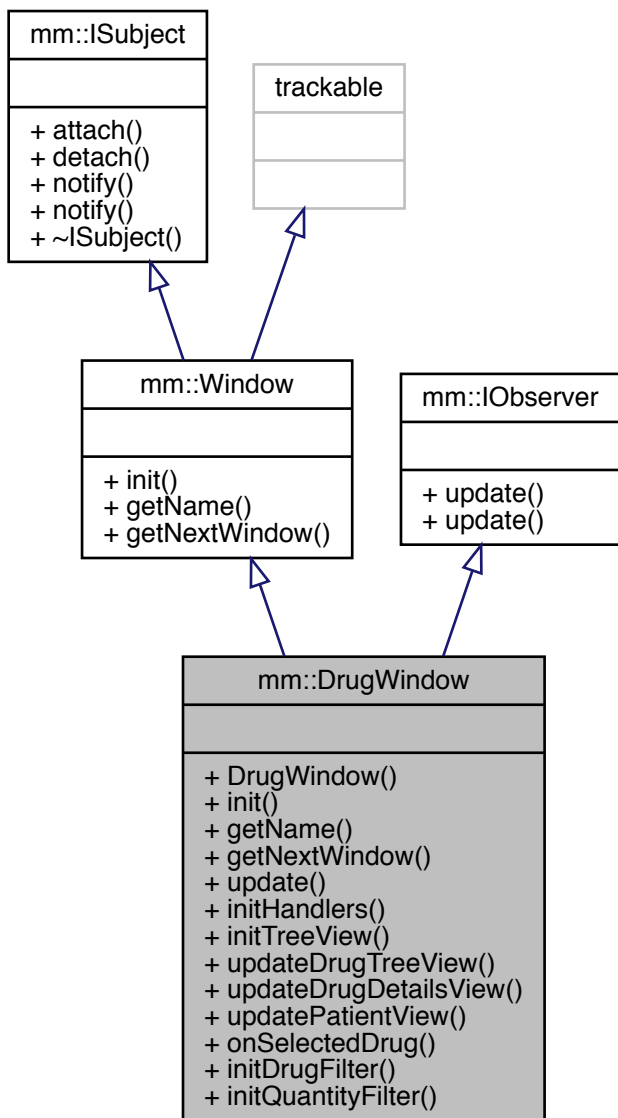 mm::ISubject
+ attach()
+ detach()
+ notify()
+ notify()
+ ~ISubject()
trackable
mm::Window
+ init()
+ getName()
+ getNextWindow()
mm::IObserver
+ update()
+ update()
mm::DrugWindow
+ DrugWindow()
+ init()
+ getName()
+ getNextWindow()
+ update()
+ initHandlers()
+ initTreeView()
+ updateDrugTreeView()
+ updateDrugDetailsView()
+ updatePatientView()
+ onSelectedDrug()
+ initDrugFilter()
+ initQuantityFilter()